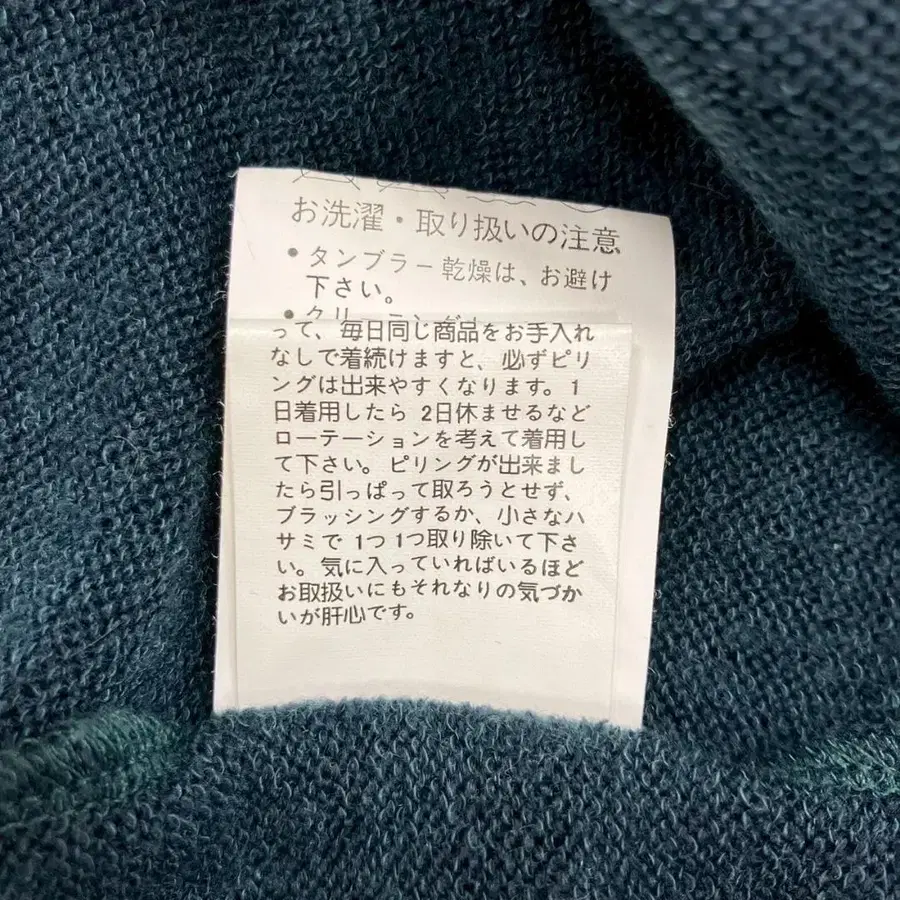 お洗濯・取り扱いの注意
• タンブラー乾燥は、お避け
下さい。
• クリーニング
って、毎日同じ商品をお手入れ
なしで着続けますと、必ずピリ
ングは出来やすくなります。1
日着用したら 2日休ませるなど
ローテーションを考えて着用し
て下さい。ピリングが出来まし
たら引っぱって取ろうとせず、
ブラッシングするか、小さなハ
サミで 1つ 1つ取り除いて下さ
い。気に入っていればいるほど
お取扱いにもそれなりの気づか
いが肝心です。